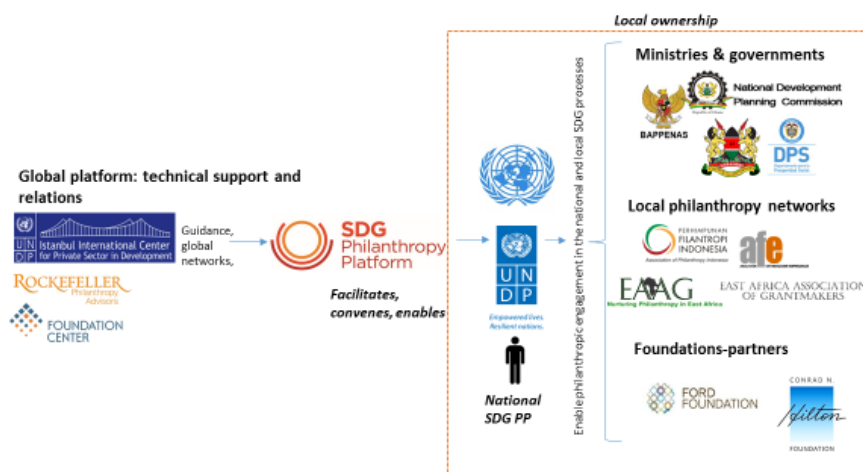 Local ownership
Ministries & governments
BAPPENAS
National Development
Planning Commission
DPS
Global platform: technical support and
relations
UN
DP
Istanbul International Center
for Private Sector in Development
Guidance,
global
networks,
SDG
Philanthropy
Platform
Facilitates,
convenes, enables
ROCKEFELLER
Philanthropy
Advisors
FOUNDATION
CENTER
U N
D P
Empowered lives.
Resilient nations.
National
SDG PP
Enable philanthropic engagement in the national and local SDG processes
Local philanthropy networks
PERHIMPUNAN
FILANTROPI
INDONESIA
Association of Philanthropy Indonesia
afe
EAAG
Nurturing Philanthropy in East Africa
EAST AFRICA ASSOCIATION
OF GRANTMAKERS
Foundations-partners
FORD
FOUNDATION
CONRAD N.
Hilton
FOUNDATION